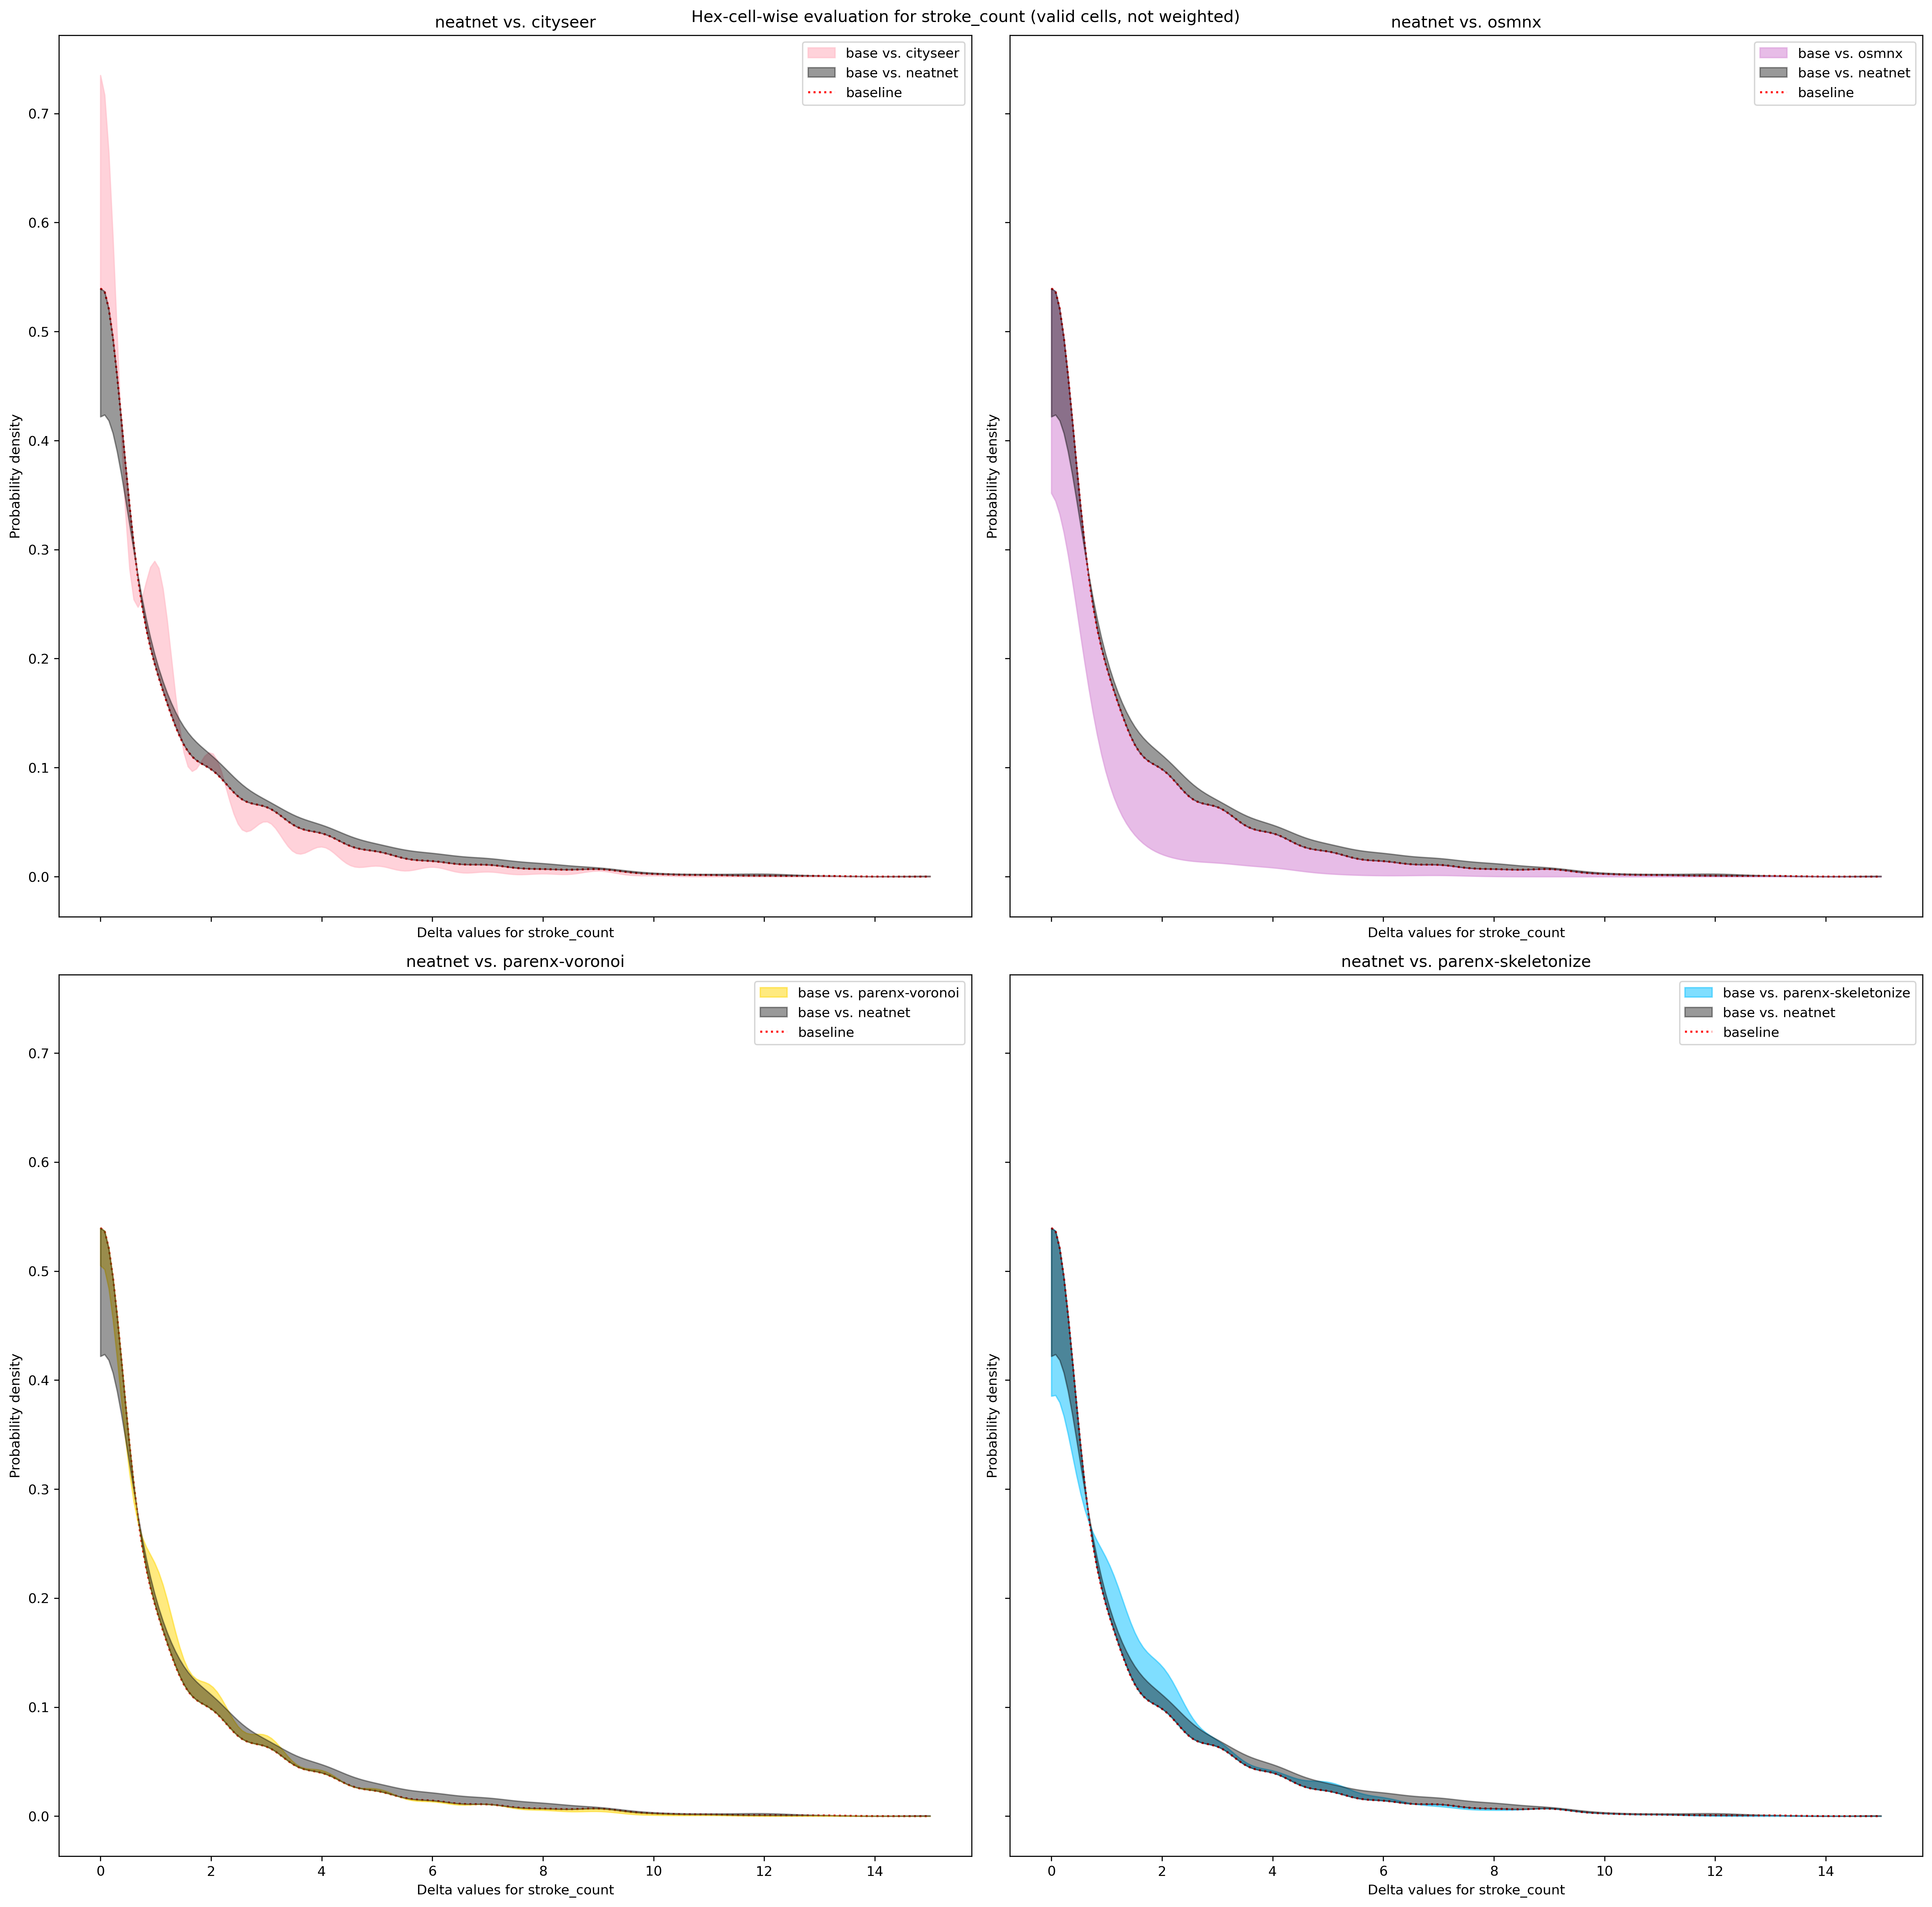 Hex-cell-wise evaluation for stroke_count (valid cells, not weighted)
neatnet vs. cityseer
base vs. cityseer
base vs. neatnet
baseline
0.7
0.6
0.5
0.4
0.3
0.2
0.1
0.0
Probability density
Delta values for stroke_count
neatnet vs. osmnx
base vs. osmnx
base vs. neatnet
baseline
Probability density
Delta values for stroke_count
neatnet vs. parenx-voronoi
base vs. parenx-voronoi
base vs. neatnet
baseline
0.7
0.6
0.5
0.4
0.3
0.2
0.1
0.0
Probability density
0 2 4 6 8 10 12 14
Delta values for stroke_count
neatnet vs. parenx-skeletonize
base vs. parenx-skeletonize
base vs. neatnet
baseline
Probability density
0 2 4 6 8 10 12 14
Delta values for stroke_count